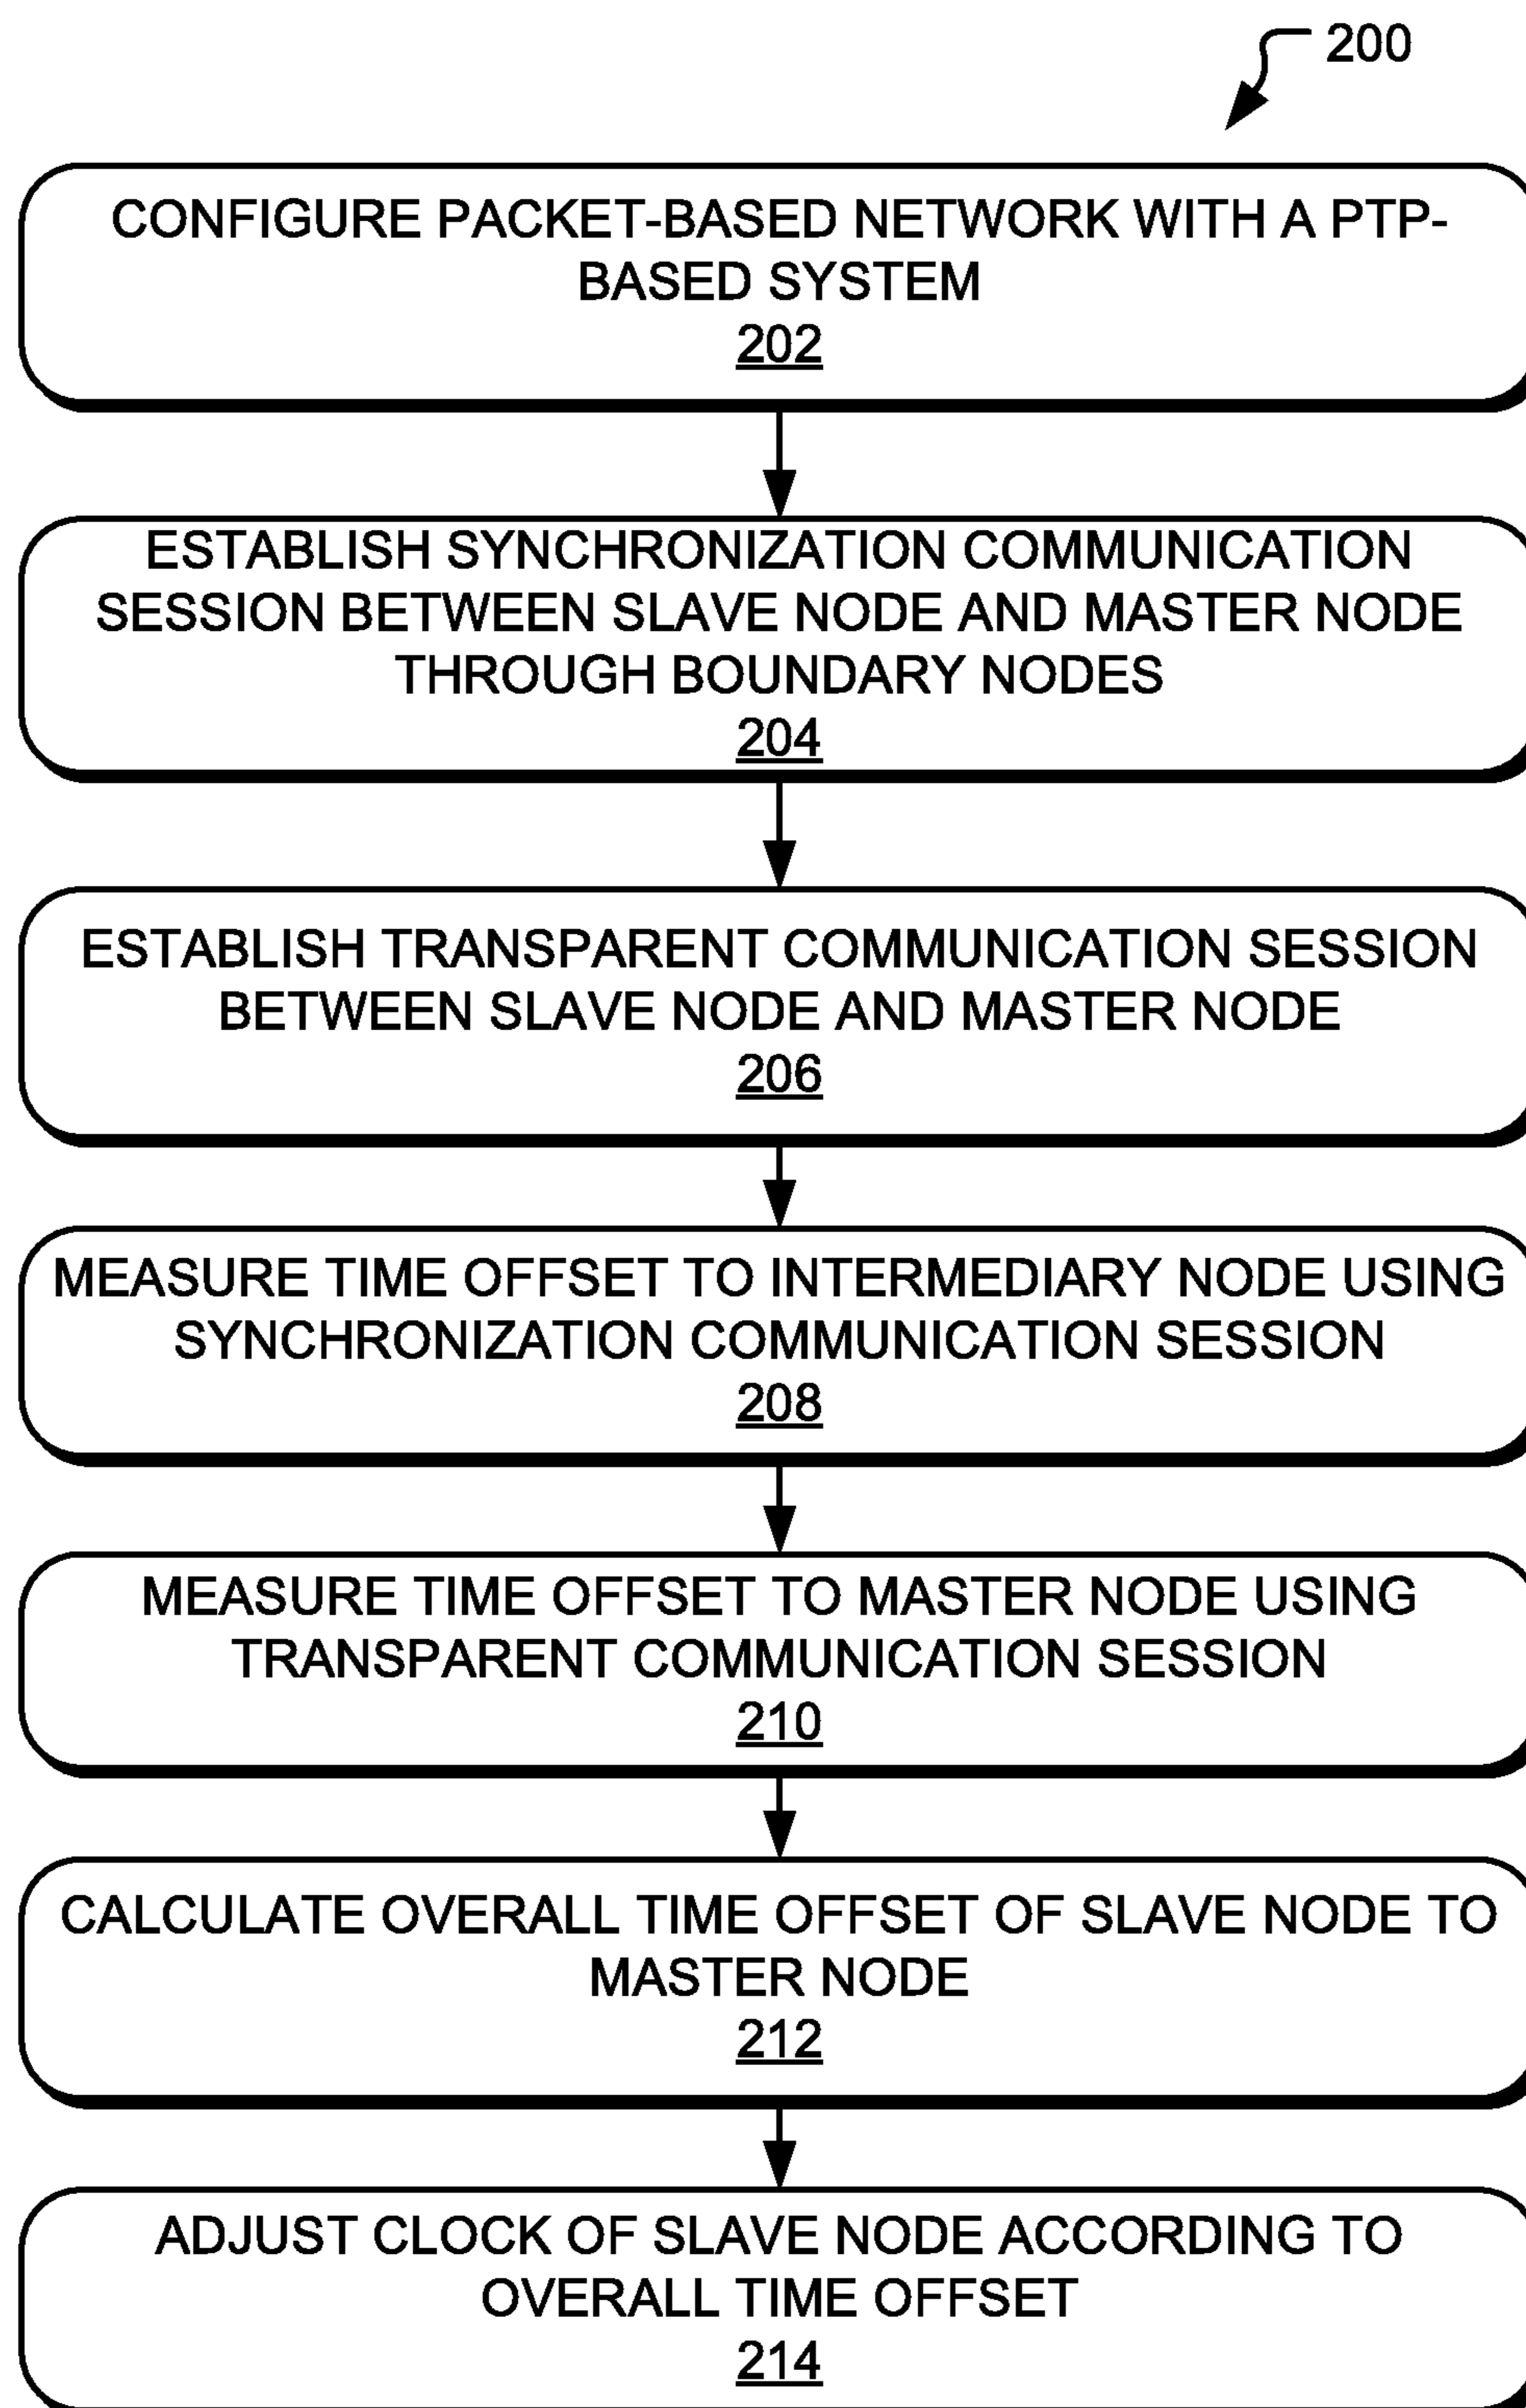 200
CONFIGURE PACKET-BASED NETWORK WITH A PTP-
BASED SYSTEM
202
ESTABLISH SYNCHRONIZATION COMMUNICATION
SESSION BETWEEN SLAVE NODE AND MASTER NODE
THROUGH BOUNDARY NODES
204
ESTABLISH TRANSPARENT COMMUNICATION SESSION
BETWEEN SLAVE NODE AND MASTER NODE
206
MEASURE TIME OFFSET TO INTERMEDIARY NODE USING
SYNCHRONIZATION COMMUNICATION SESSION
208
MEASURE TIME OFFSET TO MASTER NODE USING
TRANSPARENT COMMUNICATION SESSION
210
CALCULATE OVERALL TIME OFFSET OF SLAVE NODE TO
MASTER NODE
212
ADJUST CLOCK OF SLAVE NODE ACCORDING TO
OVERALL TIME OFFSET
214